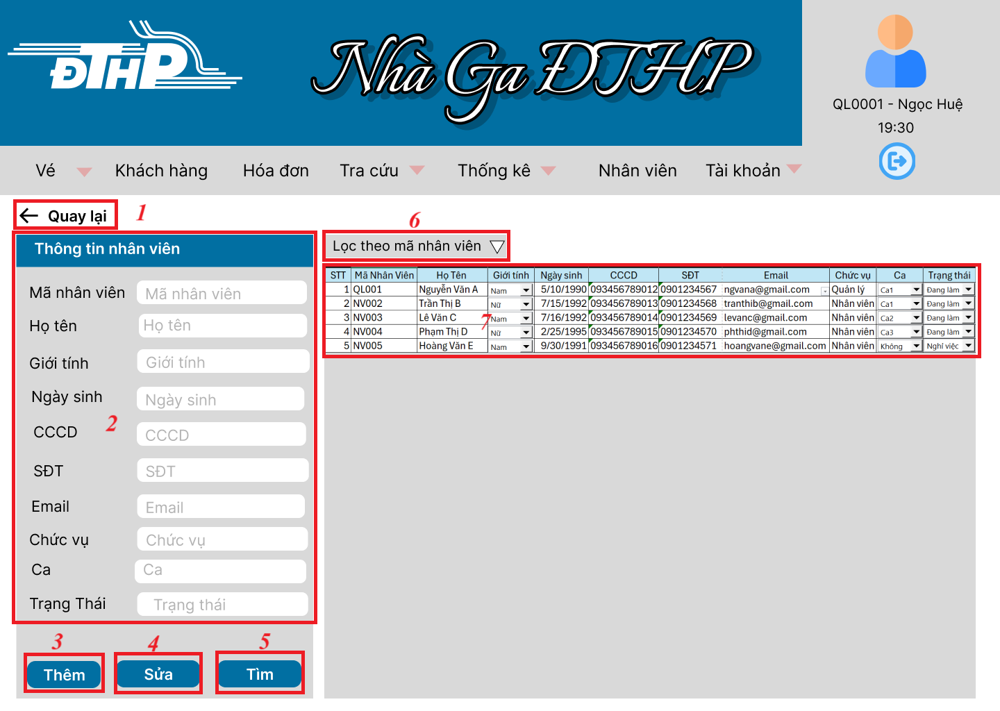 ĐTHP
Nhà Ga ĐTHP
QL0001 - Ngọc Huệ
19:30
Vé Khách hàng Hóa đơn Tra cứu Thống kê Nhân viên Tài khoản
Quay lại 1
6
Thông tin nhân viên
Mã nhân viên Mã nhân viên
Họ tên Họ tên
Giới tính Giới tính
Ngày sinh Ngày sinh
2
CCCD CCCD
SĐT SĐT
Email Email
Chức vụ Chức vụ
Ca Ca
Trạng Thái Trạng thái
3 4 5
Thêm Sửa Tìm
Lọc theo mã nhân viên
STT Mã Nhân Viên Họ Tên Giới tính Ngày sinh CCCD SĐT Email Chức vụ Ca Trạng thái
1 QL001 Nguyễn Văn A Nam 5/10/1990 093456789012 0901234567 ngvana@gmail.com Quản lý Ca1 Đang làm
2 NV002 Trần Thị B Nữ 7/15/1992 093456789013 0901234568 tranthib@gmail.com Nhân viên Ca1 Đang làm
3 NV003 Lê Văn C Nam 7/16/1992 093456789014 0901234569 levanc@gmail.com Nhân viên Ca2 Đang làm
7
4 NV004 Phạm Thị D Nữ 2/25/1995 093456789015 0901234570 phthid@gmail.com Nhân viên Ca3 Đang làm
5 NV005 Hoàng Văn E Nam 9/30/1991 093456789016 0901234571 hoangvane@gmail.com Nhân viên Không Nghỉ việc